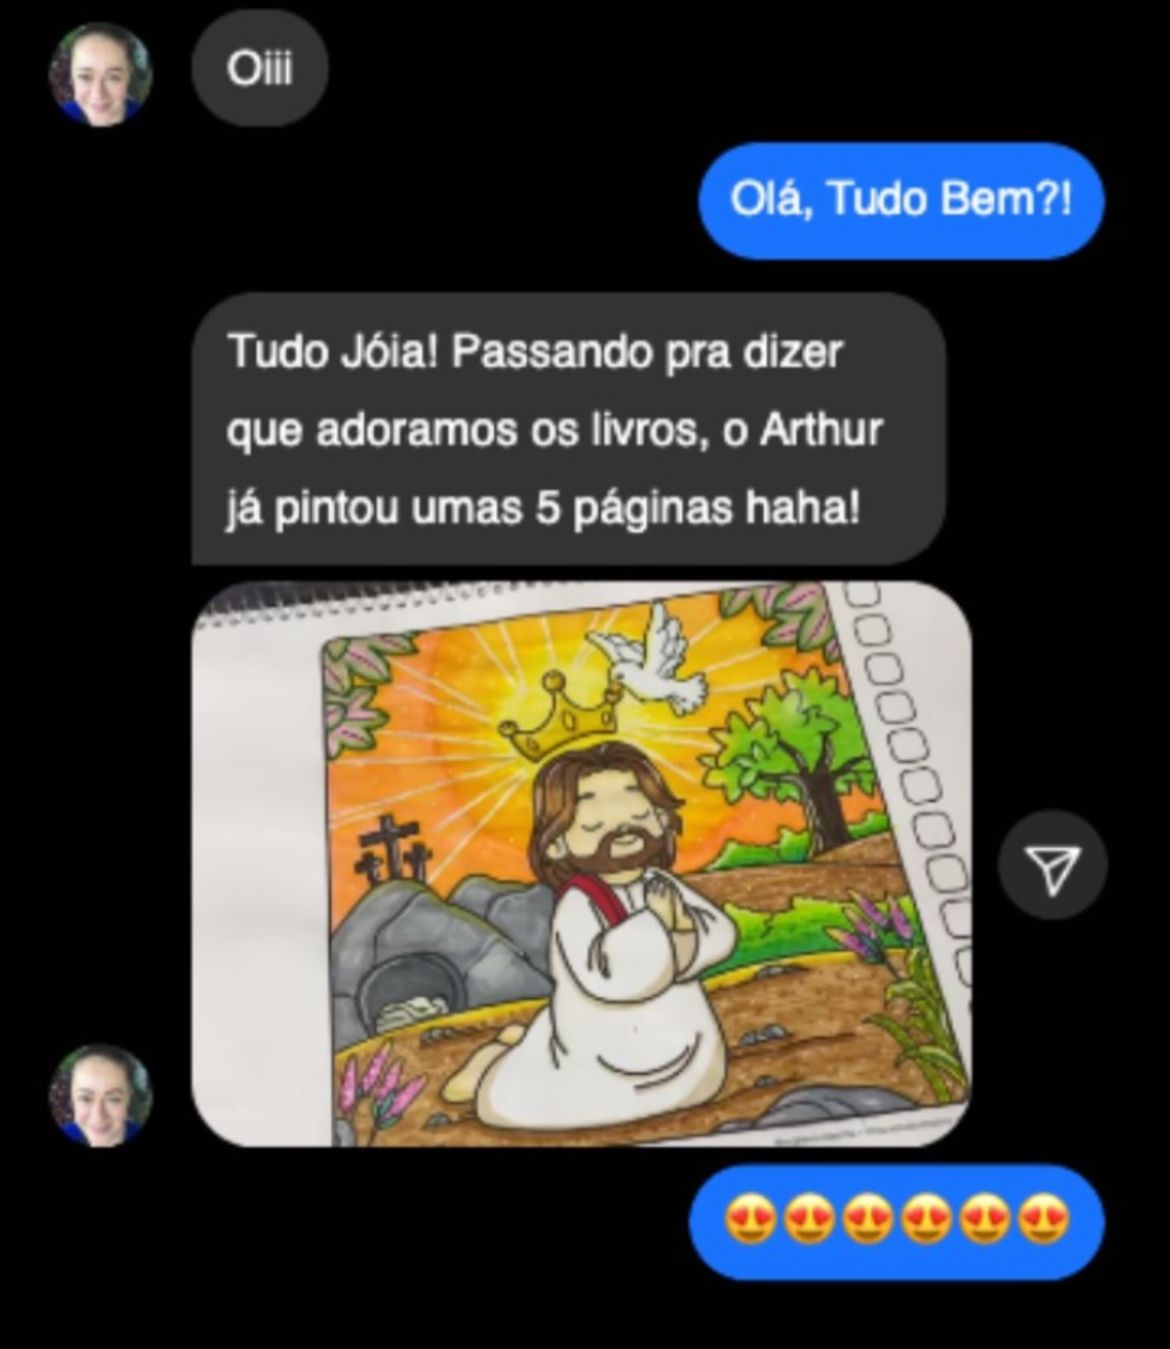 Oiii
Olá, Tudo Bem?!
Tudo Jóia! Passando pra dizer
que adoramos os livros, o Arthur
já pintou umas 5 páginas haha!
😍😍😍😍😍😍